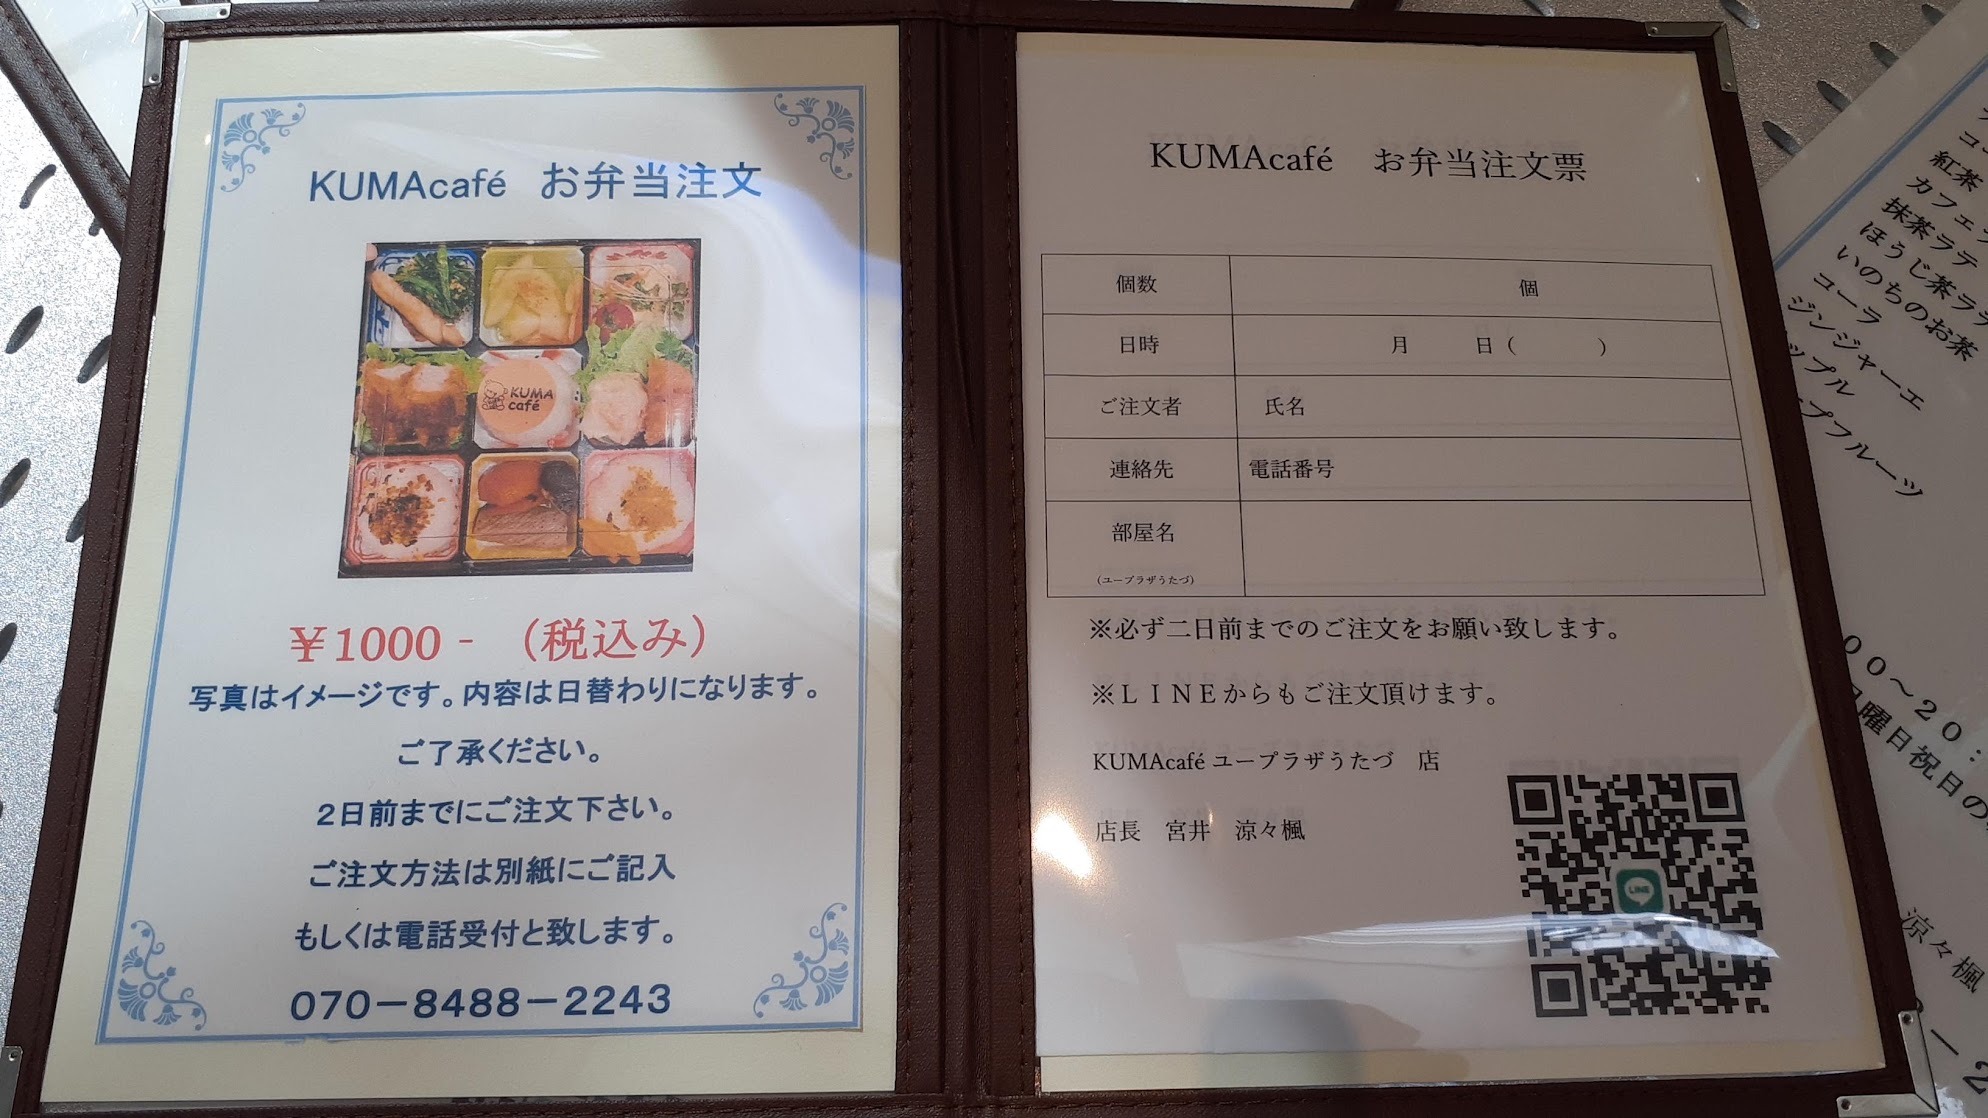 KUMAcafé　お弁当注文
KUMA
café
￥1000‐　（税込み）
写真はイメージです。内容は日替わりになります。
ご了承ください。
2日前までにご注文下さい。
ご注文方法は別紙にご記入
もしくは電話受付と致します。
070－8488－2243
KUMAcafé　お弁当注文票
個数　個
日時　月　日（　）
ご注文者　氏名
連絡先　電話番号
部屋名
（ユープラザうたづ）
※必ず二日前までのご注文をお願い致します。
※ＬＩＮＥからもご注文頂けます。
KUMAcafé ユープラザうたづ　店
店長　宮井　涼々楓
LINE
紅茶
カフェ
抹茶ラテ
ほうじ茶ラテ
いのちのお茶
コーラ
ジンジャーエ
ップル
プフルーツ
００～２０：
日曜日祝日の
涼々楓